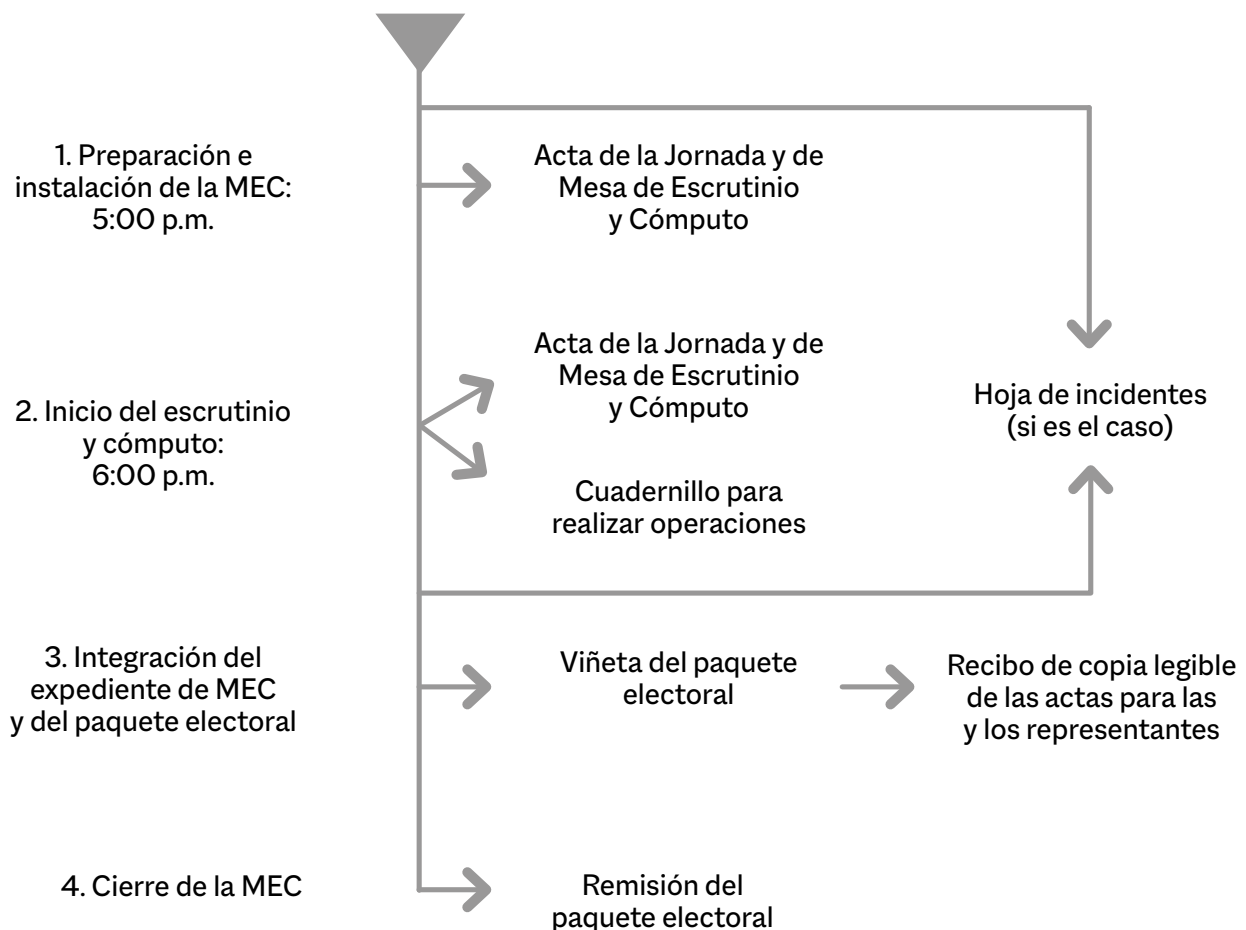 1. Preparación e
instalación de la MEC:
5:00 p.m.
Acta de la Jornada y de
Mesa de Escrutinio
y Cómputo
2. Inicio del escrutinio
y cómputo:
6:00 p.m.
Acta de la Jornada y de
Mesa de Escrutinio
y Cómputo
Cuadernillo para
realizar operaciones
Hoja de incidentes
(si es el caso)
3. Integración del
expediente de MEC
y del paquete electoral
Viñeta del paquete
electoral
Recibo de copia legible
de las actas para las
y los representantes
4. Cierre de la MEC
Remisión del
paquete electoral